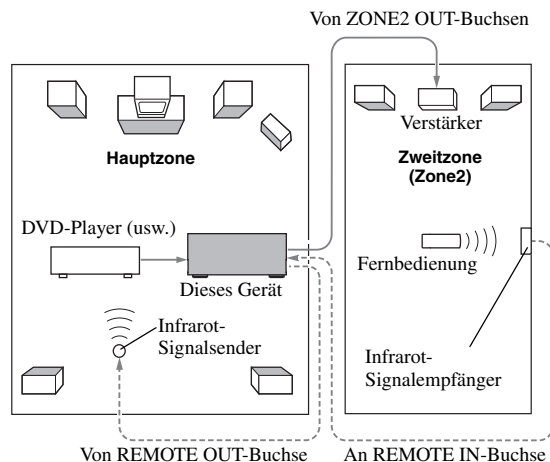 Von ZONE2 OUT-Buchsen
Hauptzone
Verstärker
Zweitzone
(Zone2)
DVD-Player (usw.)
Dieses Gerät
Fernbedienung
Infrarot-
Signalsender
Infrarot-
Signalempfänger
Von REMOTE OUT-Buchse
An REMOTE IN-Buchse